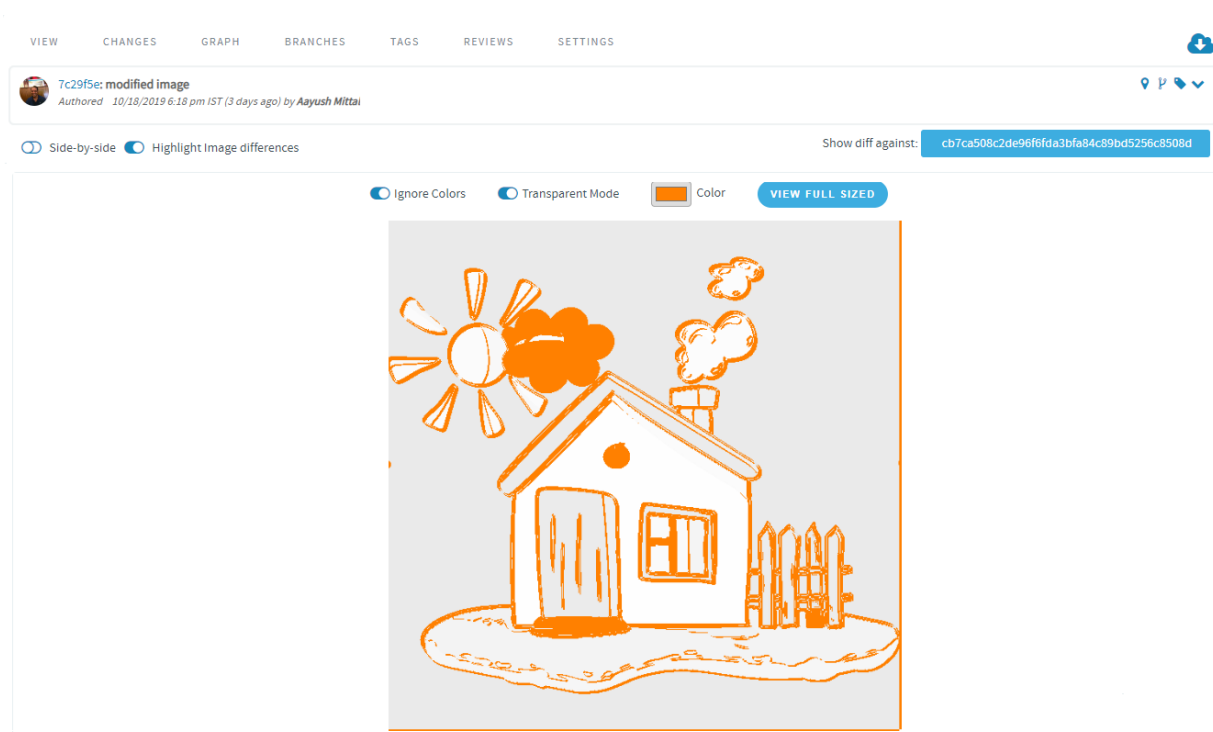 VIEW CHANGES GRAPH BRANCHES TAGS REVIEWS SETTINGS
7c29f5e: modified image
Authored 10/18/2019 6:18 pm IST (3 days ago) by Aayush Mittal
Side-by-side Highlight Image differences Show diff against: cb7ca508c2de96f6fda3bfa84c89bd5256c8508d
Ignore Colors Transparent Mode Color VIEW FULL SIZED